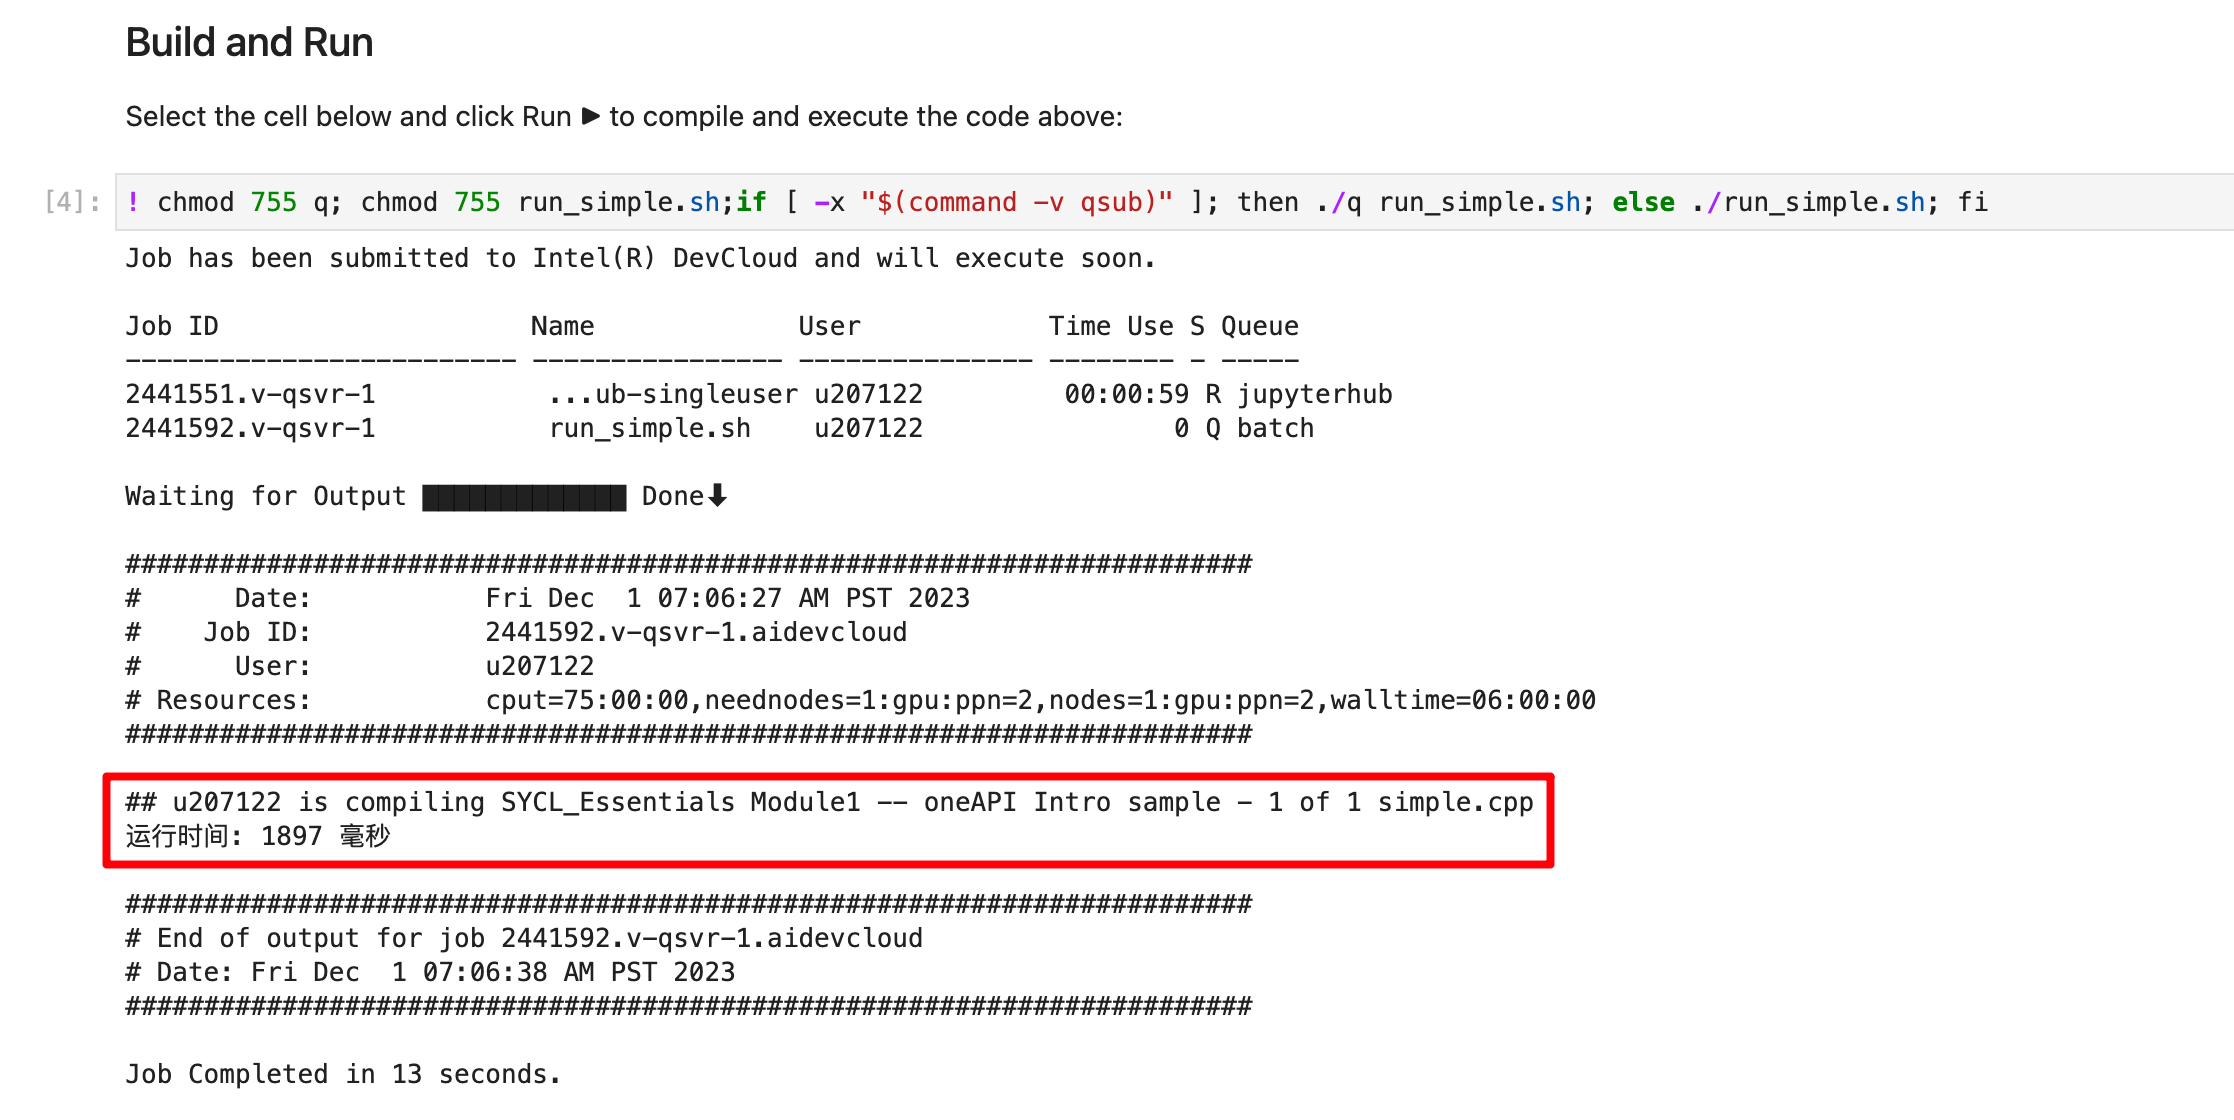 Build and Run
Select the cell below and click Run ▶ to compile and execute the code above:
[4]: ! chmod 755 q; chmod 755 run_simple.sh;if [ -x "$(command -v qsub)" ]; then ./q run_simple.sh; else ./run_simple.sh; fi
Job has been submitted to Intel(R) DevCloud and will execute soon.
Job ID                    Name             User            Time Use S Queue
------------------------- ---------------- --------------- -------- - -----
2441551.v-qsvr-1           ...ub-singleuser u207122         00:00:59 R jupyterhub
2441592.v-qsvr-1           run_simple.sh    u207122                0 Q batch
Waiting for Output █████████████ Done⬇
########################################################################
#      Date:           Fri Dec  1 07:06:27 AM PST 2023
#    Job ID:           2441592.v-qsvr-1.aidevcloud
#      User:           u207122
# Resources:           cput=75:00:00,neednodes=1:gpu:ppn=2,nodes=1:gpu:ppn=2,walltime=06:00:00
########################################################################
## u207122 is compiling SYCL_Essentials Module1 -- oneAPI Intro sample - 1 of 1 simple.cpp
运行时间: 1897 毫秒
########################################################################
# End of output for job 2441592.v-qsvr-1.aidevcloud
# Date: Fri Dec  1 07:06:38 AM PST 2023
########################################################################
Job Completed in 13 seconds.